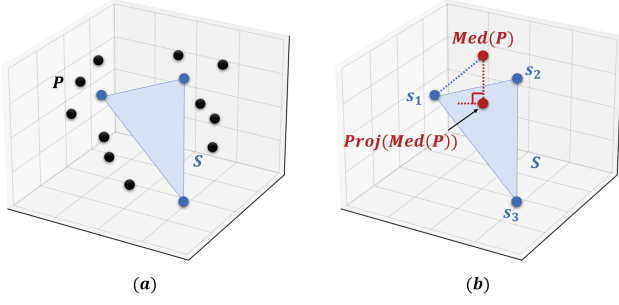 P
S
(a)
Med(P)
s₁
s₂
Proj(Med(P))
S
s₃
(b)